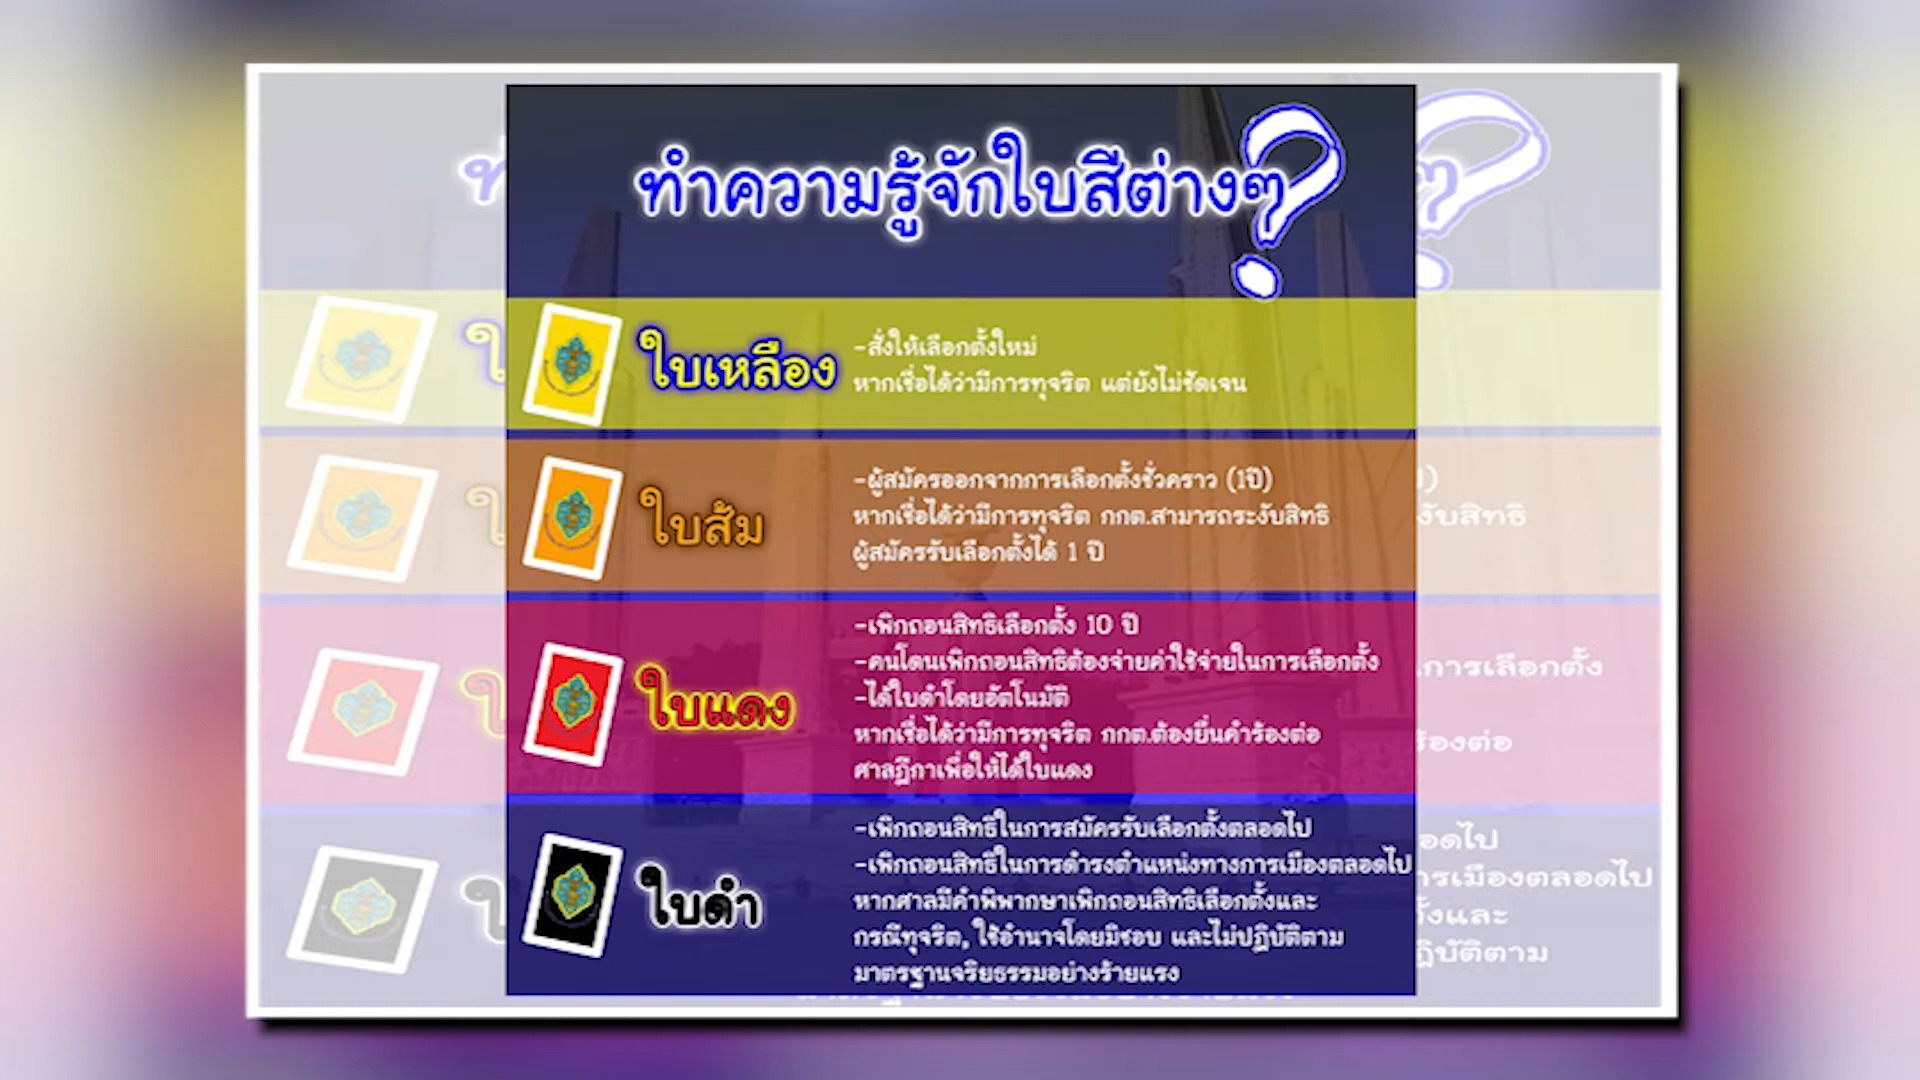 ทำความรู้จักใบสีต่างๆ?
ใบเหลือง
-สั่งให้เลือกตั้งใหม่
หากเชื่อได้ว่ามีการทุจริต แต่ยังไม่ชัดเจน
ใบส้ม
-ผู้สมัครออกจากการเลือกตั้งชั่วคราว (1ปี)
หากเชื่อได้ว่ามีการทุจริต กกต.สามารถระงับสิทธิ
ผู้สมัครรับเลือกตั้งได้ 1 ปี
ใบแดง
-เพิกถอนสิทธิเลือกตั้ง 10 ปี
-คนโดนเพิกถอนสิทธิต้องจ่ายค่าใช้จ่ายในการเลือกตั้ง
-ได้ใบดำโดยอัตโนมัติ
หากเชื่อได้ว่ามีการทุจริต กกต.ต้องยื่นคำร้องต่อ
ศาลฎีกาเพื่อให้ได้ใบแดง
ใบดำ
-เพิกถอนสิทธิในการสมัครรับเลือกตั้งตลอดไป
-เพิกถอนสิทธิในการดำรงตำแหน่งทางการเมืองตลอดไป
หากศาลมีคำพิพากษาเพิกถอนสิทธิเลือกตั้งและ
กรณีทุจริต, ใช้อำนาจโดยมิชอบ และไม่ปฏิบัติตาม
มาตรฐานจริยธรรมอย่างร้ายแรง